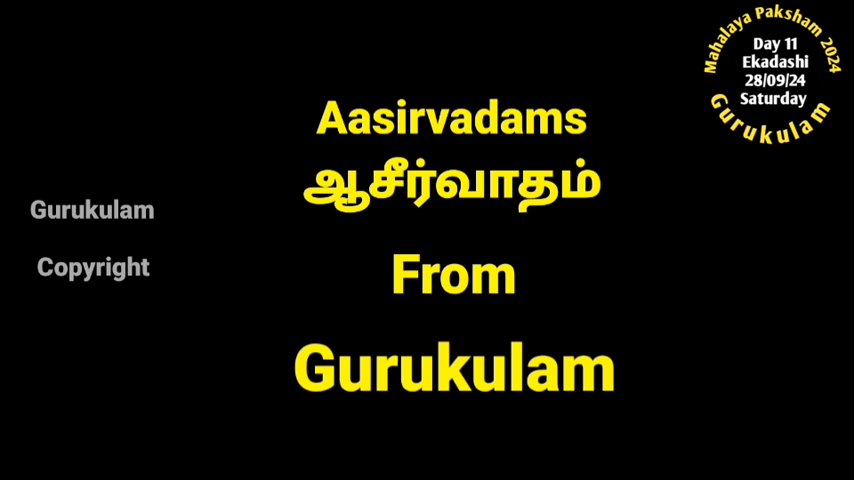 Mahalaya Paksham 2024
Day 11
Ekadashi
28/09/24
Saturday
Gurukulam
Aasirvadams
ஆசீர்வாதம்
From
Gurukulam
Gurukulam
Copyright